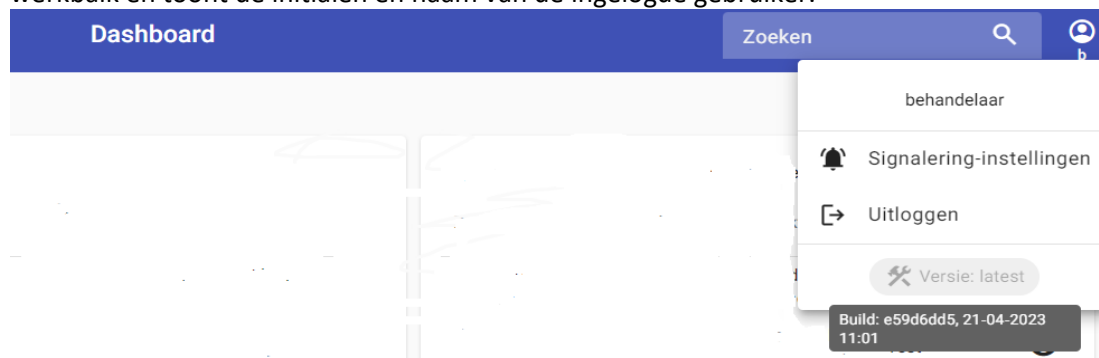 werkbalk en toont de initialen en naam van de ingelogde gebruiker.
Dashboard
Zoeken
b
behandelaar
Signalering-instellingen
Uitloggen
Versie: latest
Build: e59d6dd5, 21-04-2023
11:01